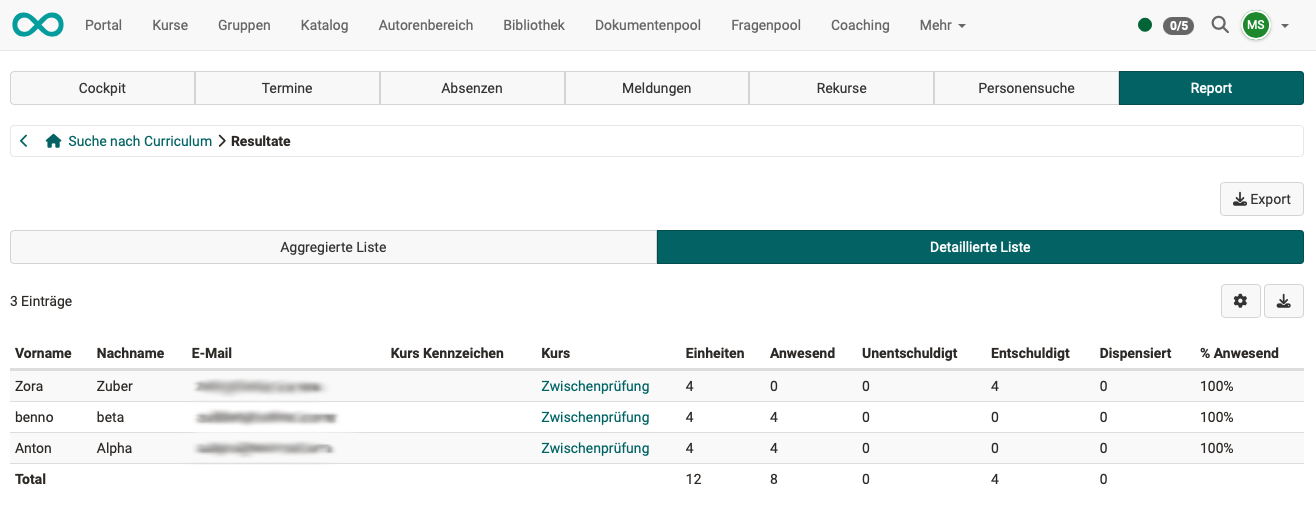 Portal Kurse Gruppen Katalog Autorenbereich Bibliothek Dokumentenpool Fragenpool Coaching Mehr 0/5 MS
Cockpit Termine Absenzen Meldungen Rekurse Personensuche Report
Suche nach Curriculum Resultate
Export
Aggregierte Liste Detaillierte Liste
3 Einträge
Vorname Nachname E-Mail Kurs Kennzeichen Kurs Einheiten Anwesend Unentschuldigt Entschuldigt Dispensiert % Anwesend
Zora Zuber Zwischenprüfung 4 0 0 4 0 100%
benno beta Zwischenprüfung 4 4 0 0 0 100%
Anton Alpha Zwischenprüfung 4 4 0 0 0 100%
Total 12 8 0 4 0